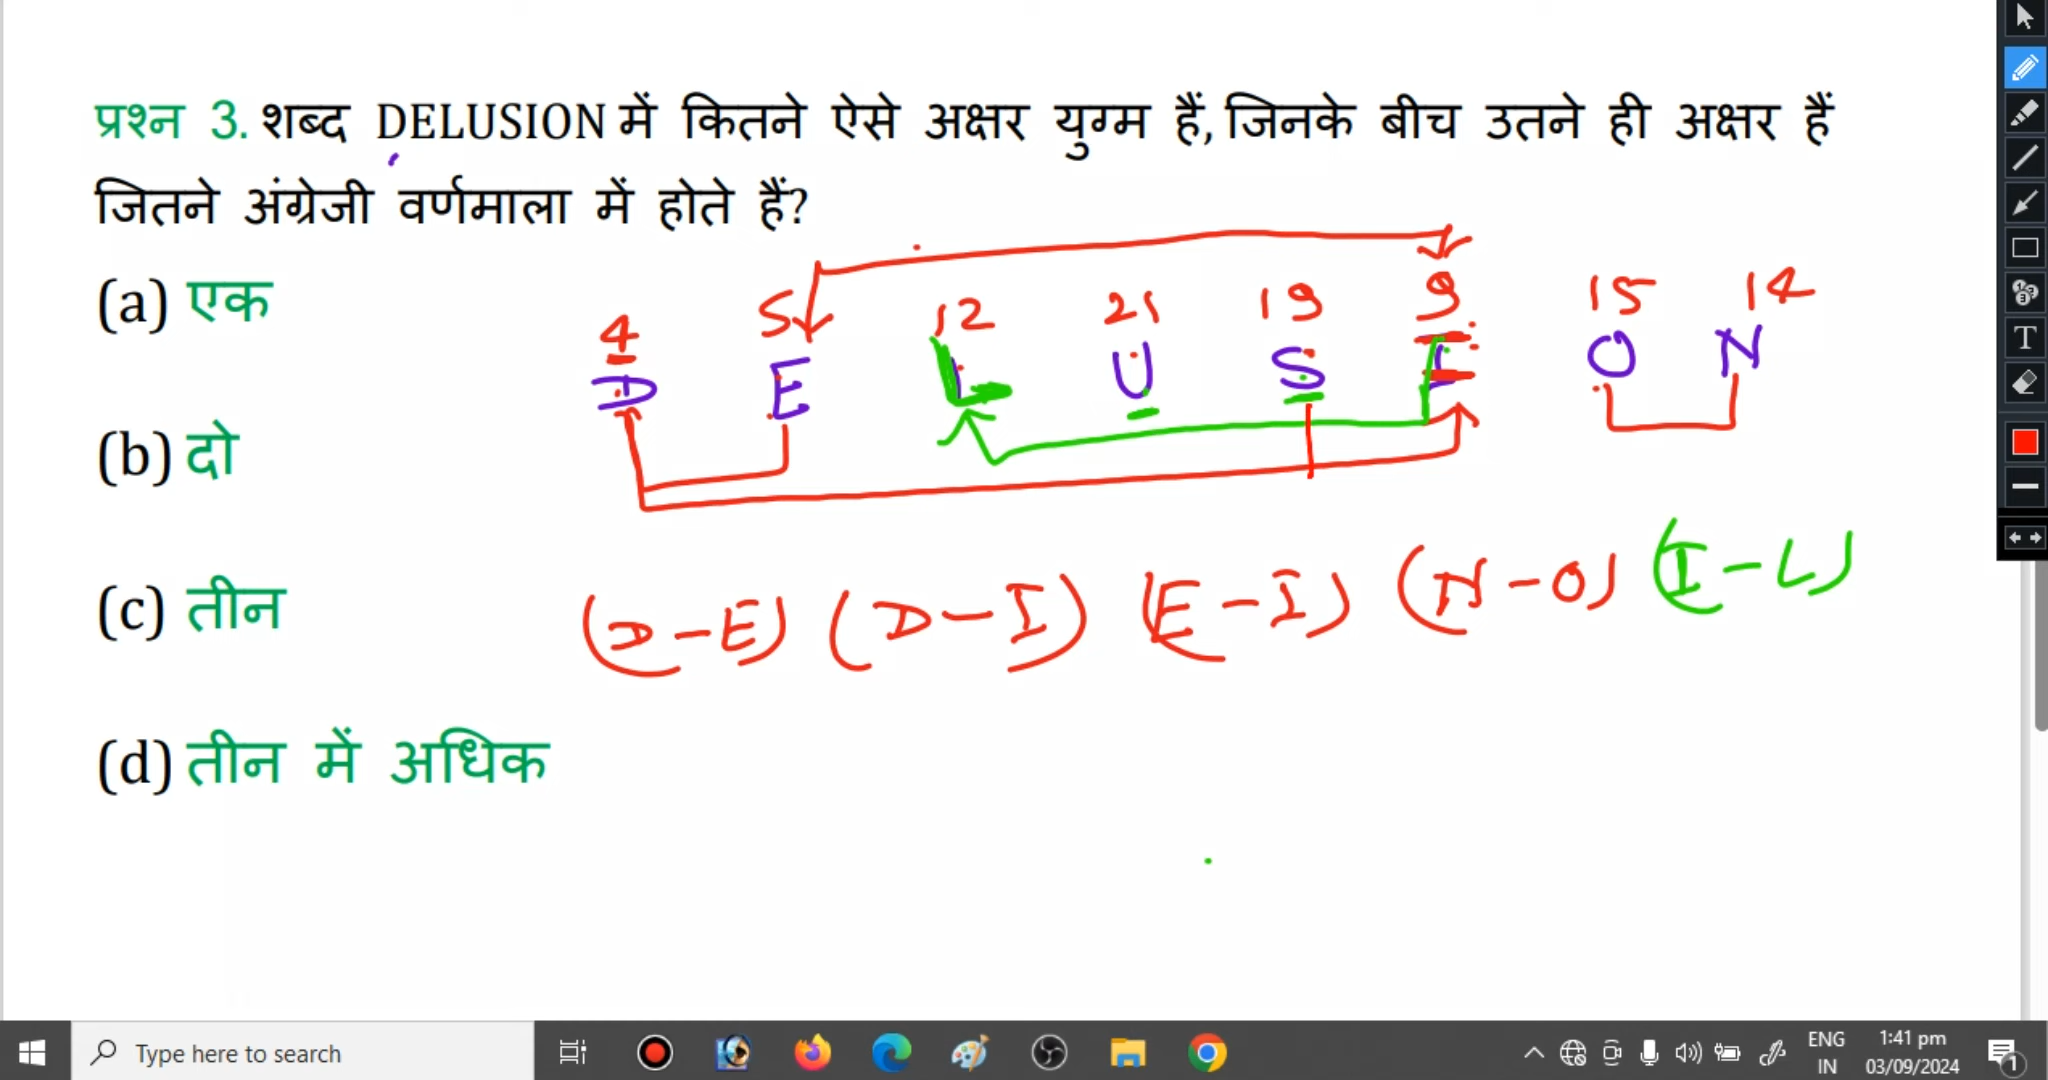 प्रश्न 3. शब्द DELUSION में कितने ऐसे अक्षर युग्म हैं, जिनके बीच उतने ही अक्षर हैं
जितने अंग्रेजी वर्णमाला में होते हैं?
(a) एक
(b) दो
(c) तीन
(d) तीन में अधिक
4 5 12 21 19 9 15 14
D E L U S I O N
(D-E) (D-I) (E-I) (N-O) (I-L)
T
Type here to search
ENG
IN
1:41 pm
03/09/2024
1